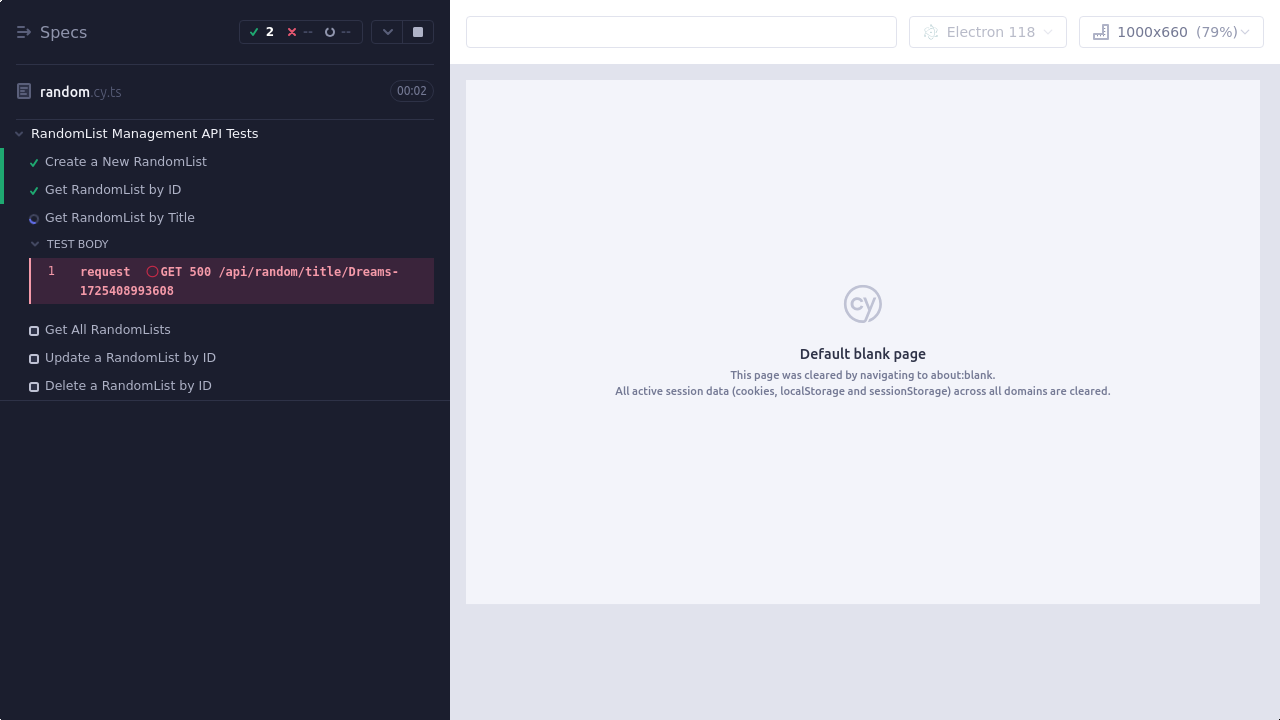 Specs
2
--
--
random.cy.ts
00:02
RandomList Management API Tests
Create a New RandomList
Get RandomList by ID
Get RandomList by Title
TEST BODY
1 request GET 500 /api/random/title/Dreams-
1725408993608
Get All RandomLists
Update a RandomList by ID
Delete a RandomList by ID
Electron 118
1000x660 (79%)
cy
Default blank page
This page was cleared by navigating to about:blank.
All active session data (cookies, localStorage and sessionStorage) across all domains are cleared.